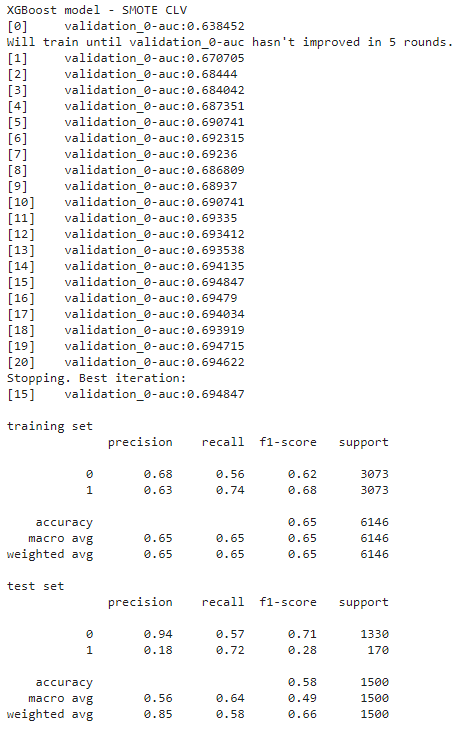 XGBoost model - SMOTE CLV
[0] validation_0-auc:0.638452
Will train until validation_0-auc hasn't improved in 5 rounds.
[1] validation_0-auc:0.670705
[2] validation_0-auc:0.68444
[3] validation_0-auc:0.684042
[4] validation_0-auc:0.687351
[5] validation_0-auc:0.690741
[6] validation_0-auc:0.692315
[7] validation_0-auc:0.69236
[8] validation_0-auc:0.686809
[9] validation_0-auc:0.68937
[10] validation_0-auc:0.690741
[11] validation_0-auc:0.69335
[12] validation_0-auc:0.693412
[13] validation_0-auc:0.693538
[14] validation_0-auc:0.694135
[15] validation_0-auc:0.694847
[16] validation_0-auc:0.69479
[17] validation_0-auc:0.694034
[18] validation_0-auc:0.693919
[19] validation_0-auc:0.694715
[20] validation_0-auc:0.694622
Stopping. Best iteration:
[15] validation_0-auc:0.694847
training set
precision recall f1-score support
0 0.68 0.56 0.62 3073
1 0.63 0.74 0.68 3073
accuracy 0.65 6146
macro avg 0.65 0.65 0.65 6146
weighted avg 0.65 0.65 0.65 6146
test set
precision recall f1-score support
0 0.94 0.57 0.71 1330
1 0.18 0.72 0.28 170
accuracy 0.58 1500
macro avg 0.56 0.64 0.49 1500
weighted avg 0.85 0.58 0.66 1500